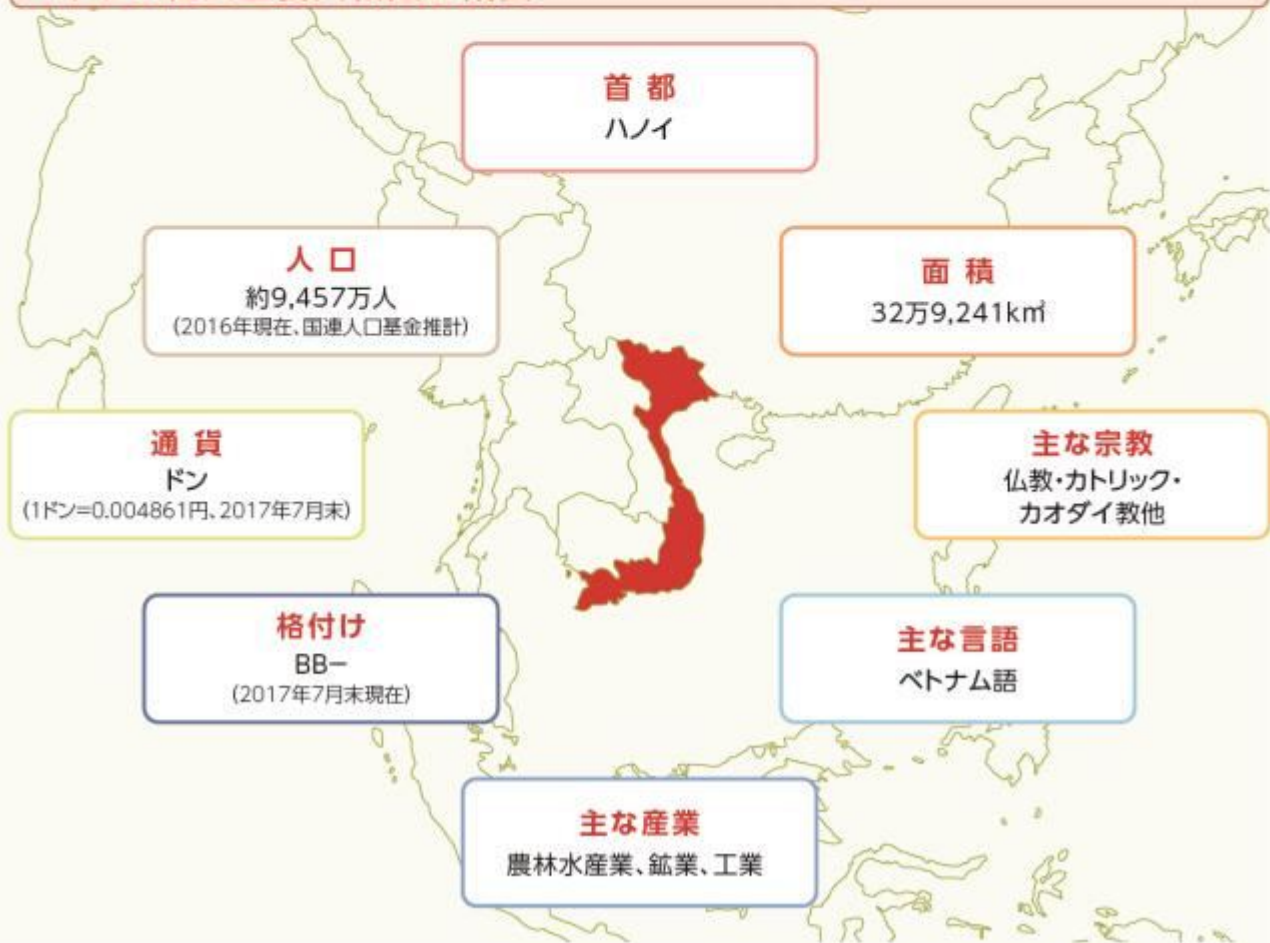 首都
ハノイ
人口
約9,457万人
(2016年現在、国連人口基金推計)
面積
32万9,241k㎡
通貨
ドン
(1ドン=0.004861円、2017年7月末)
主な宗教
仏教・カトリック・
カオダイ教他
格付け
BB−
(2017年7月末現在)
主な言語
ベトナム語
主な産業
農林水産業、鉱業、工業